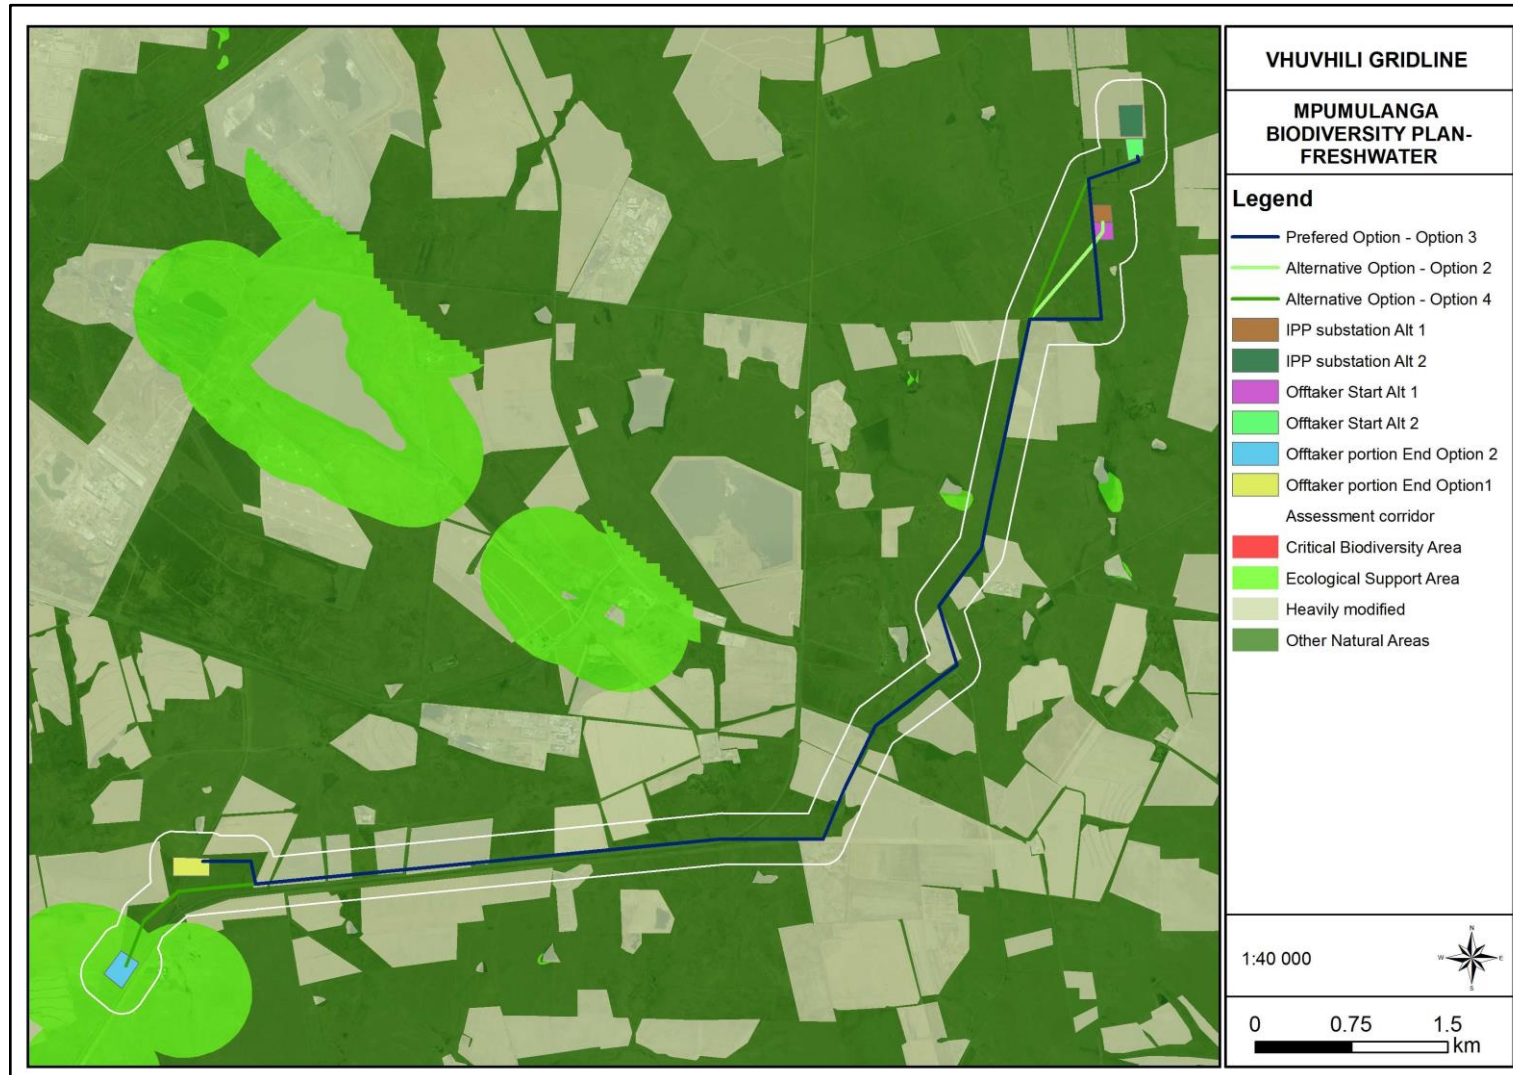 VHUVHILI GRIDLINE
MPUMULANGA
BIODIVERSITY PLAN-
FRESHWATER
Legend
Prefered Option - Option 3
Alternative Option - Option 2
Alternative Option - Option 4
IPP substation Alt 1
IPP substation Alt 2
Offtaker Start Alt 1
Offtaker Start Alt 2
Offtaker portion End Option 2
Offtaker portion End Option1
Assessment corridor
Critical Biodiversity Area
Ecological Support Area
Heavily modified
Other Natural Areas
1:40 000
N
W E
S
0 0.75 1.5
km